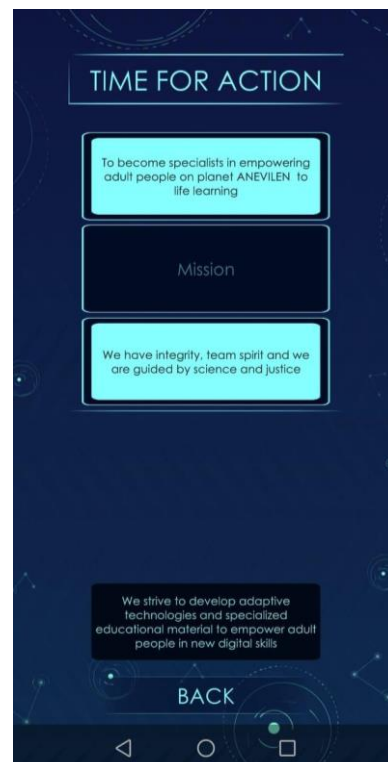 TIME FOR ACTION
To become specialists in empowering
adult people on planet ANEVILEN to
life learning
Mission
We have integrity, team spirit and we
are guided by science and justice
We strive to develop adaptive
technologies and specialized
educational material to empower adult
people in new digital skills
BACK